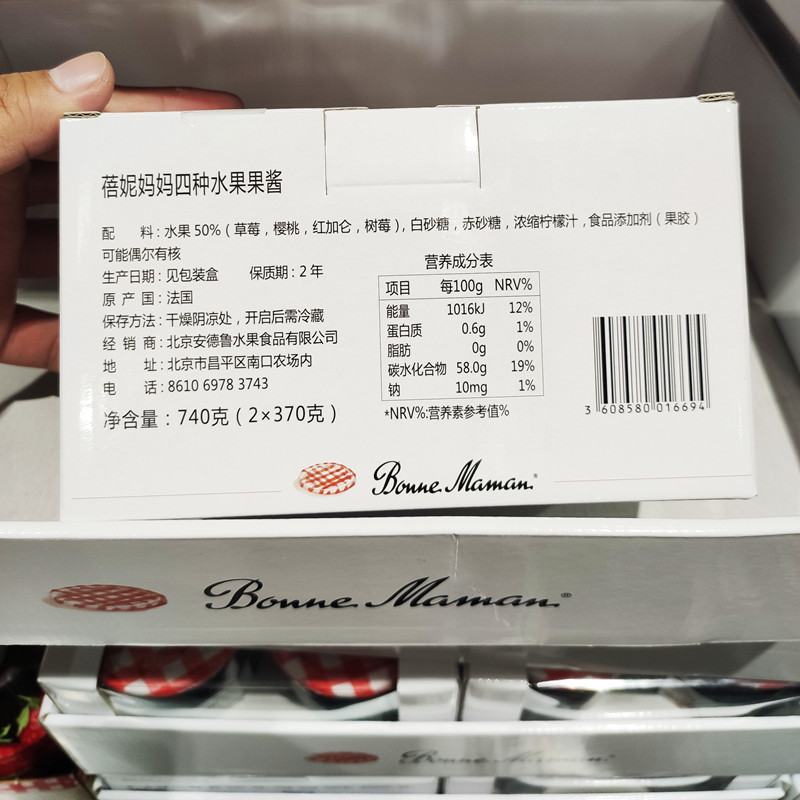 蓓妮妈妈四种水果果酱
配 料：水果 50%（草莓，樱桃，红加仑，树莓），白砂糖，赤砂糖，浓缩柠檬汁，食品添加剂（果胶）
可能偶尔有核
生产日期：见包装盒 保质期：2 年
原 产 国：法国
保存方法：干燥阴凉处，开启后需冷藏
经 销 商：北京安德鲁水果食品有限公司
地 址：北京市昌平区南口农场内
电 话：8610 6978 3743
净含量：740克（2×370克）
营养成分表
项目 每100g NRV%
能量 1016kJ 12%
蛋白质 0.6g 1%
脂肪 0g 0%
碳水化合物 58.0g 19%
钠 10mg 1%
*NRV%:营养素参考值%
3 608580 016694
Bonne Maman®
Bonne Maman®
Bonne Maman